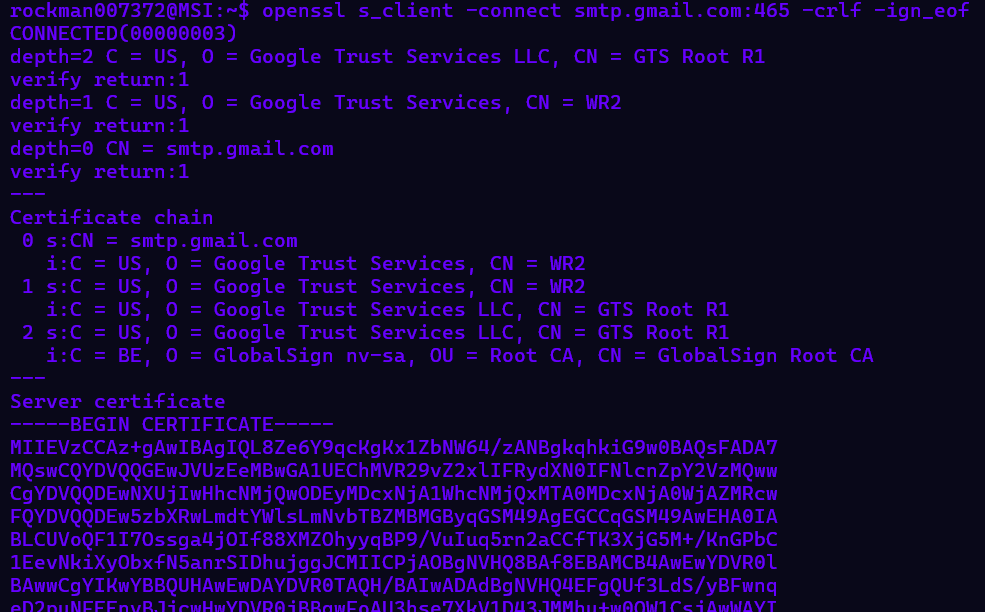 rockman007372@MSI:~$ openssl s_client -connect smtp.gmail.com:465 -crlf -ign_eof
CONNECTED(00000003)
depth=2 C = US, O = Google Trust Services LLC, CN = GTS Root R1
verify return:1
depth=1 C = US, O = Google Trust Services, CN = WR2
verify return:1
depth=0 CN = smtp.gmail.com
verify return:1
---
Certificate chain
 0 s:CN = smtp.gmail.com
   i:C = US, O = Google Trust Services, CN = WR2
 1 s:C = US, O = Google Trust Services, CN = WR2
   i:C = US, O = Google Trust Services LLC, CN = GTS Root R1
 2 s:C = US, O = Google Trust Services LLC, CN = GTS Root R1
   i:C = BE, O = GlobalSign nv-sa, OU = Root CA, CN = GlobalSign Root CA
---
Server certificate
-----BEGIN CERTIFICATE-----
MIIEVzCCAz+gAwIBAgIQL8Ze6Y9qcKgKx1ZbNW64/zANBgkqhkiG9w0BAQsFADA7
MQswCQYDVQQGEwJVUzEeMBwGA1UEChMVR29vZ2xlIFRydXN0IFNlcnZpY2VzMQww
CgYDVQQDEwNXUjIwHhcNMjQwODEyMDcxNjA1WhcNMjQxMTA0MDcxNjA0WjAZMRcw
FQYDVQQDEw5zbXRwLmdtYWlsLmNvbTBZMBMGByqGSM49AgEGCCqGSM49AwEHA0IA
BLCUVoQF1I7Ossga4jOIf88XMZOhyyqBP9/VuIuq5rn2aCCfTK3XjG5M+/KnGPbC
1EevNkiXyObxfN5anrSIDhujggJCMIICPjAOBgNVHQ8BAf8EBAMCB4AwEwYDVR0l
BAwwCgYIKwYBBQUHAwEwDAYDVR0TAQH/BAIwADAdBgNVHQ4EFgQUf3LdS/yBFwnq